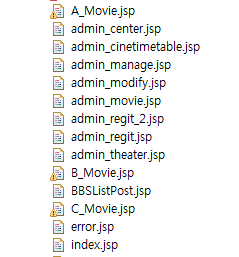 A_Movie.jsp
admin_center.jsp
admin_cinetimetable.jsp
admin_manage.jsp
admin_modify.jsp
admin_movie.jsp
admin_regit_2.jsp
admin_regit.jsp
admin_theater.jsp
B_Movie.jsp
BBSListPost.jsp
C_Movie.jsp
error.jsp
index.jsp